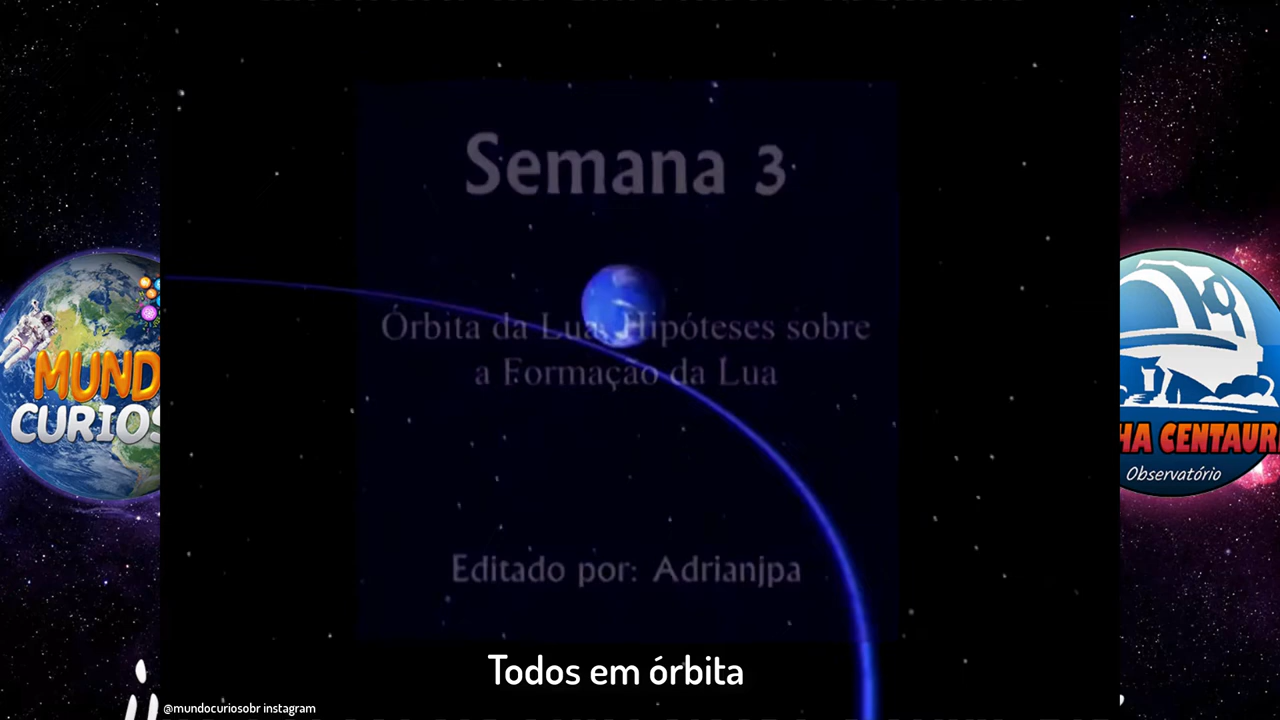 Semana 3
Órbita da Lua, Hipóteses sobre
a Formação da Lua
Editado por: Adrianjpa
Todos em órbita
@mundocuriosobr instagram
MUND
CURIOS
HA CENTAUR
Observatório